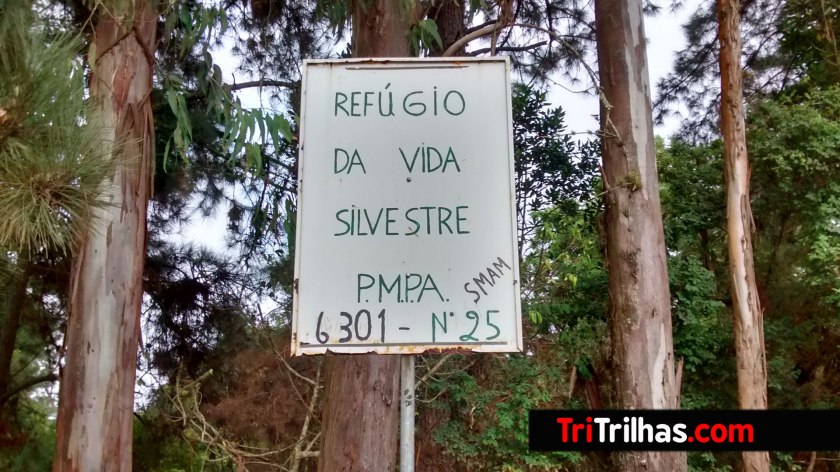 REFÚGIO
DA VIDA
SILVESTRE
P.M.P.A. SMAM
6301 - Nº 25
TriTrilhas.com